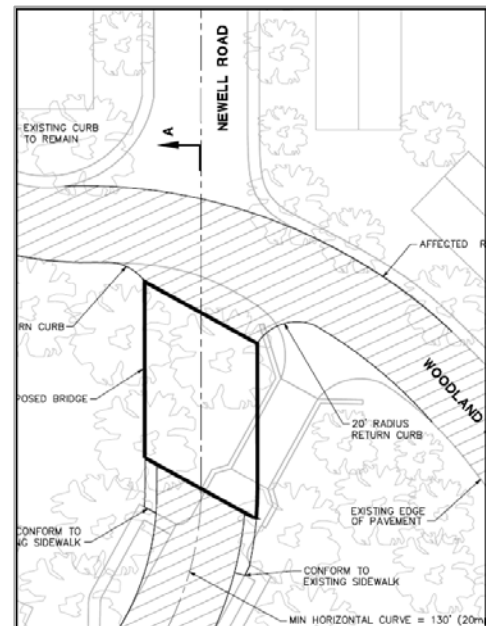 NEWELL ROAD
EXISTING CURB
TO REMAIN
A
AFFECTED R
RN CURB
WOODLAND
POSED BRIDGE
20' RADIUS
RETURN CURB
EXISTING EDGE
OF PAVEMENT
CONFORM TO
NG SIDEWALK
CONFORM TO
EXISTING SIDEWALK
MIN HORIZONTAL CURVE = 130' (20m